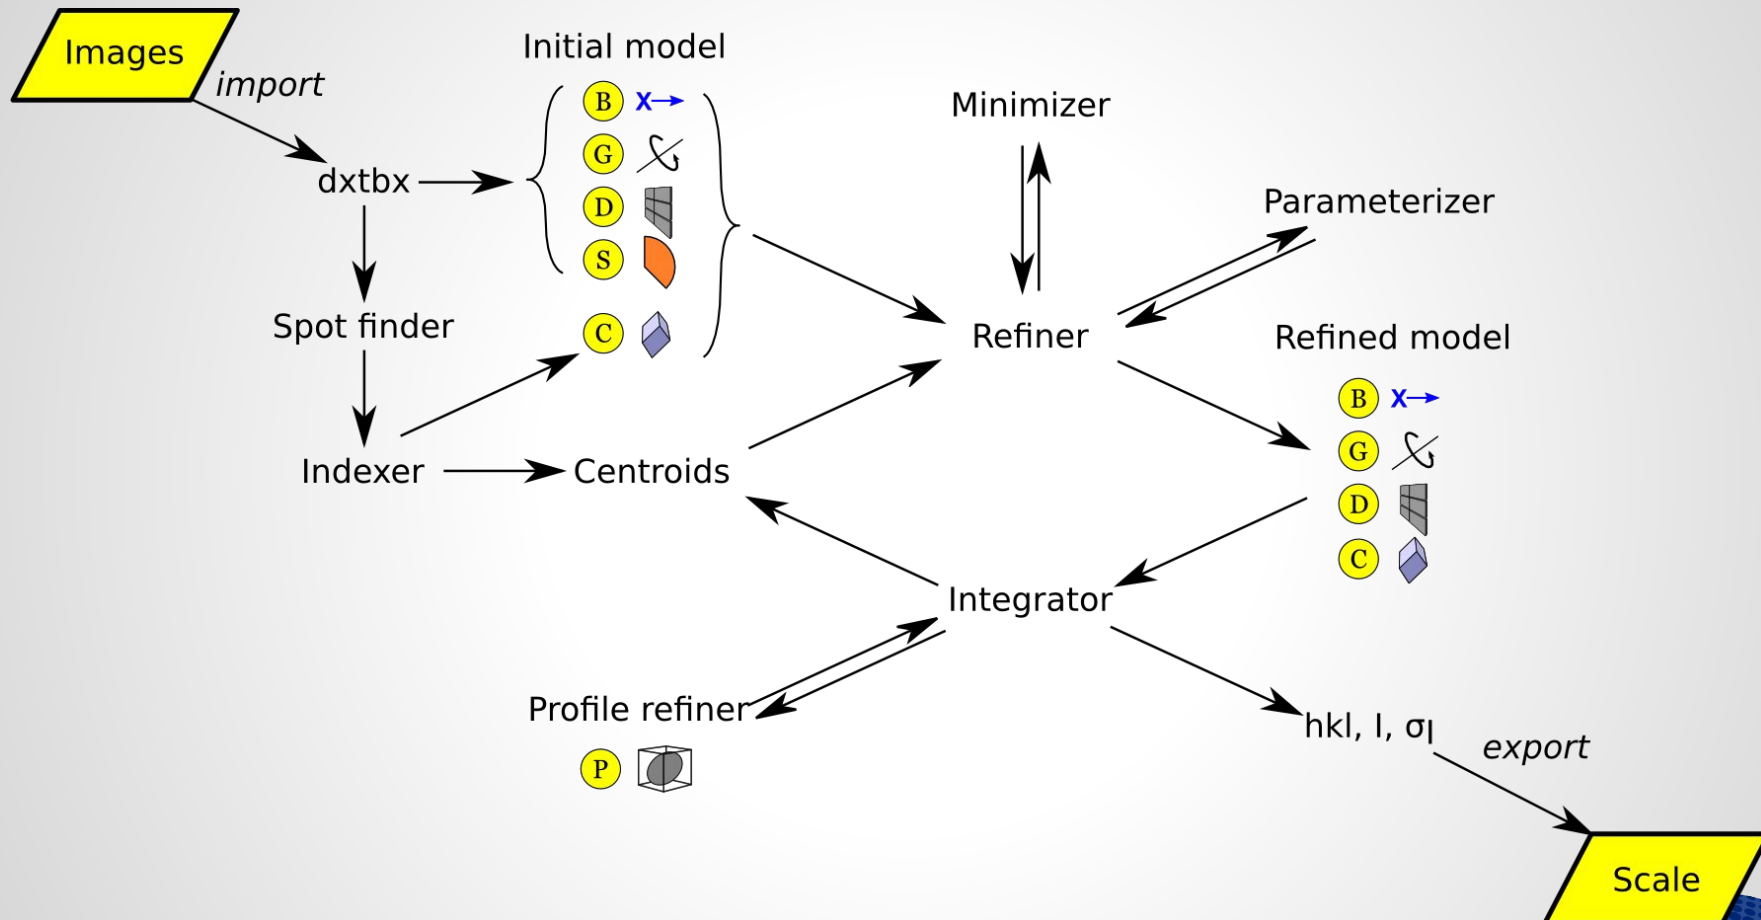 Images
import
dxtbx
Spot finder
Indexer
Initial model
B X
G
D
S
C
Centroids
Minimizer
Parameterizer
Refiner
Refined model
B X
G
D
C
Integrator
Profile refiner
P
hkl, I, σI
export
Scale